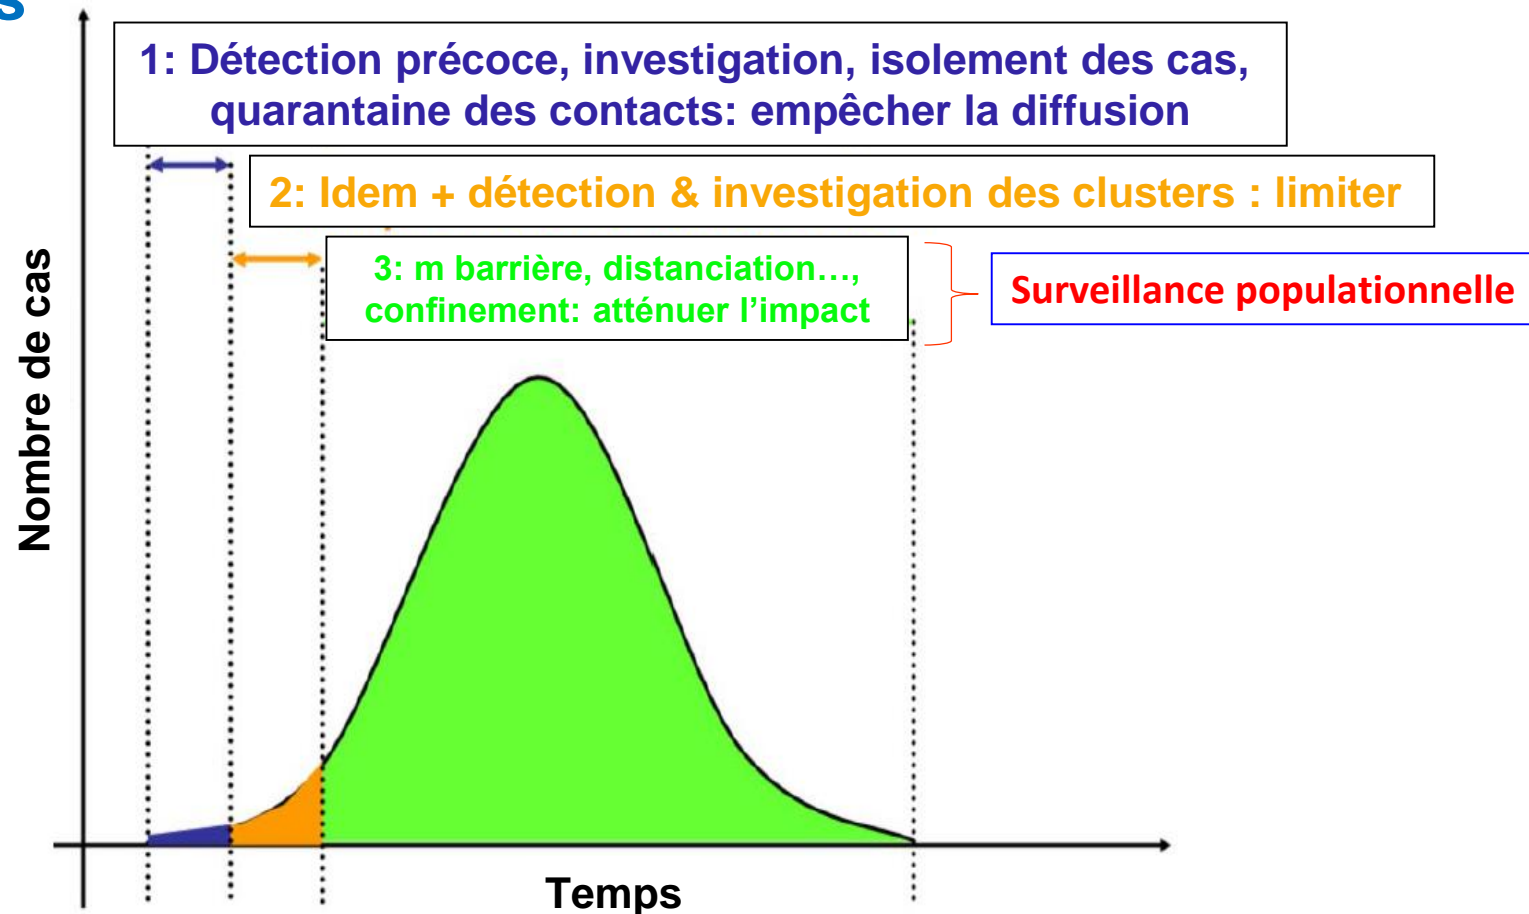 s
1: Détection précoce, investigation, isolement des cas,
quarantaine des contacts: empêcher la diffusion
2: Idem + détection & investigation des clusters : limiter
3: m barrière, distanciation…,
confinement: atténuer l’impact
Surveillance populationnelle
Nombre de cas
Temps